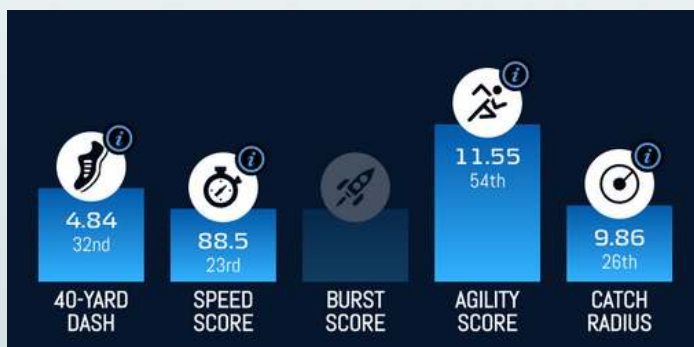 4.84
32nd
40-YARD
DASH
88.5
23rd
SPEED
SCORE
BURST
SCORE
11.55
54th
AGILITY
SCORE
9.86
26th
CATCH
RADIUS
i
i
i
i